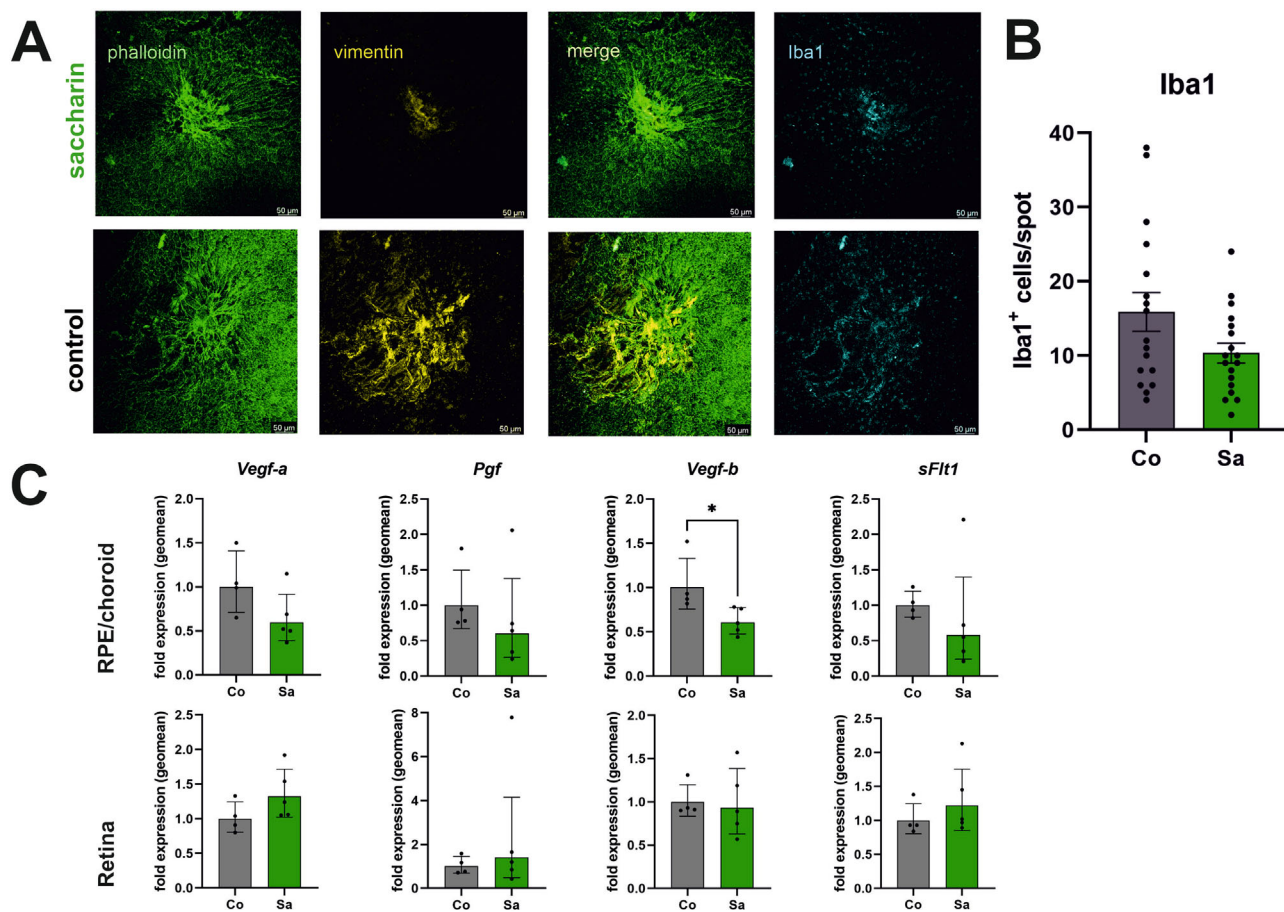 A
saccharin
phalloidin
vimentin
merge
Iba1
50 µm
50 µm
50 µm
50 µm
control
50 µm
50 µm
50 µm
50 µm
B
Iba1
Iba1+ cells/spot
40
30
20
10
0
Co
Sa
C
RPE/choroid
Vegf-a
fold expression (geomean)
2.0
1.5
1.0
0.5
0.0
Co
Sa
Pgf
fold expression (geomean)
2.5
2.0
1.5
1.0
0.5
0.0
Co
Sa
Vegf-b
fold expression (geomean)
2.0
1.5
1.0
0.5
0.0
*
Co
Sa
sFlt1
fold expression (geomean)
2.5
2.0
1.5
1.0
0.5
0.0
Co
Sa
Retina
fold expression (geomean)
2.5
2.0
1.5
1.0
0.5
0.0
Co
Sa
fold expression (geomean)
8
6
4
2
0
Co
Sa
fold expression (geomean)
2.0
1.5
1.0
0.5
0.0
Co
Sa
fold expression (geomean)
2.5
2.0
1.5
1.0
0.5
0.0
Co
Sa